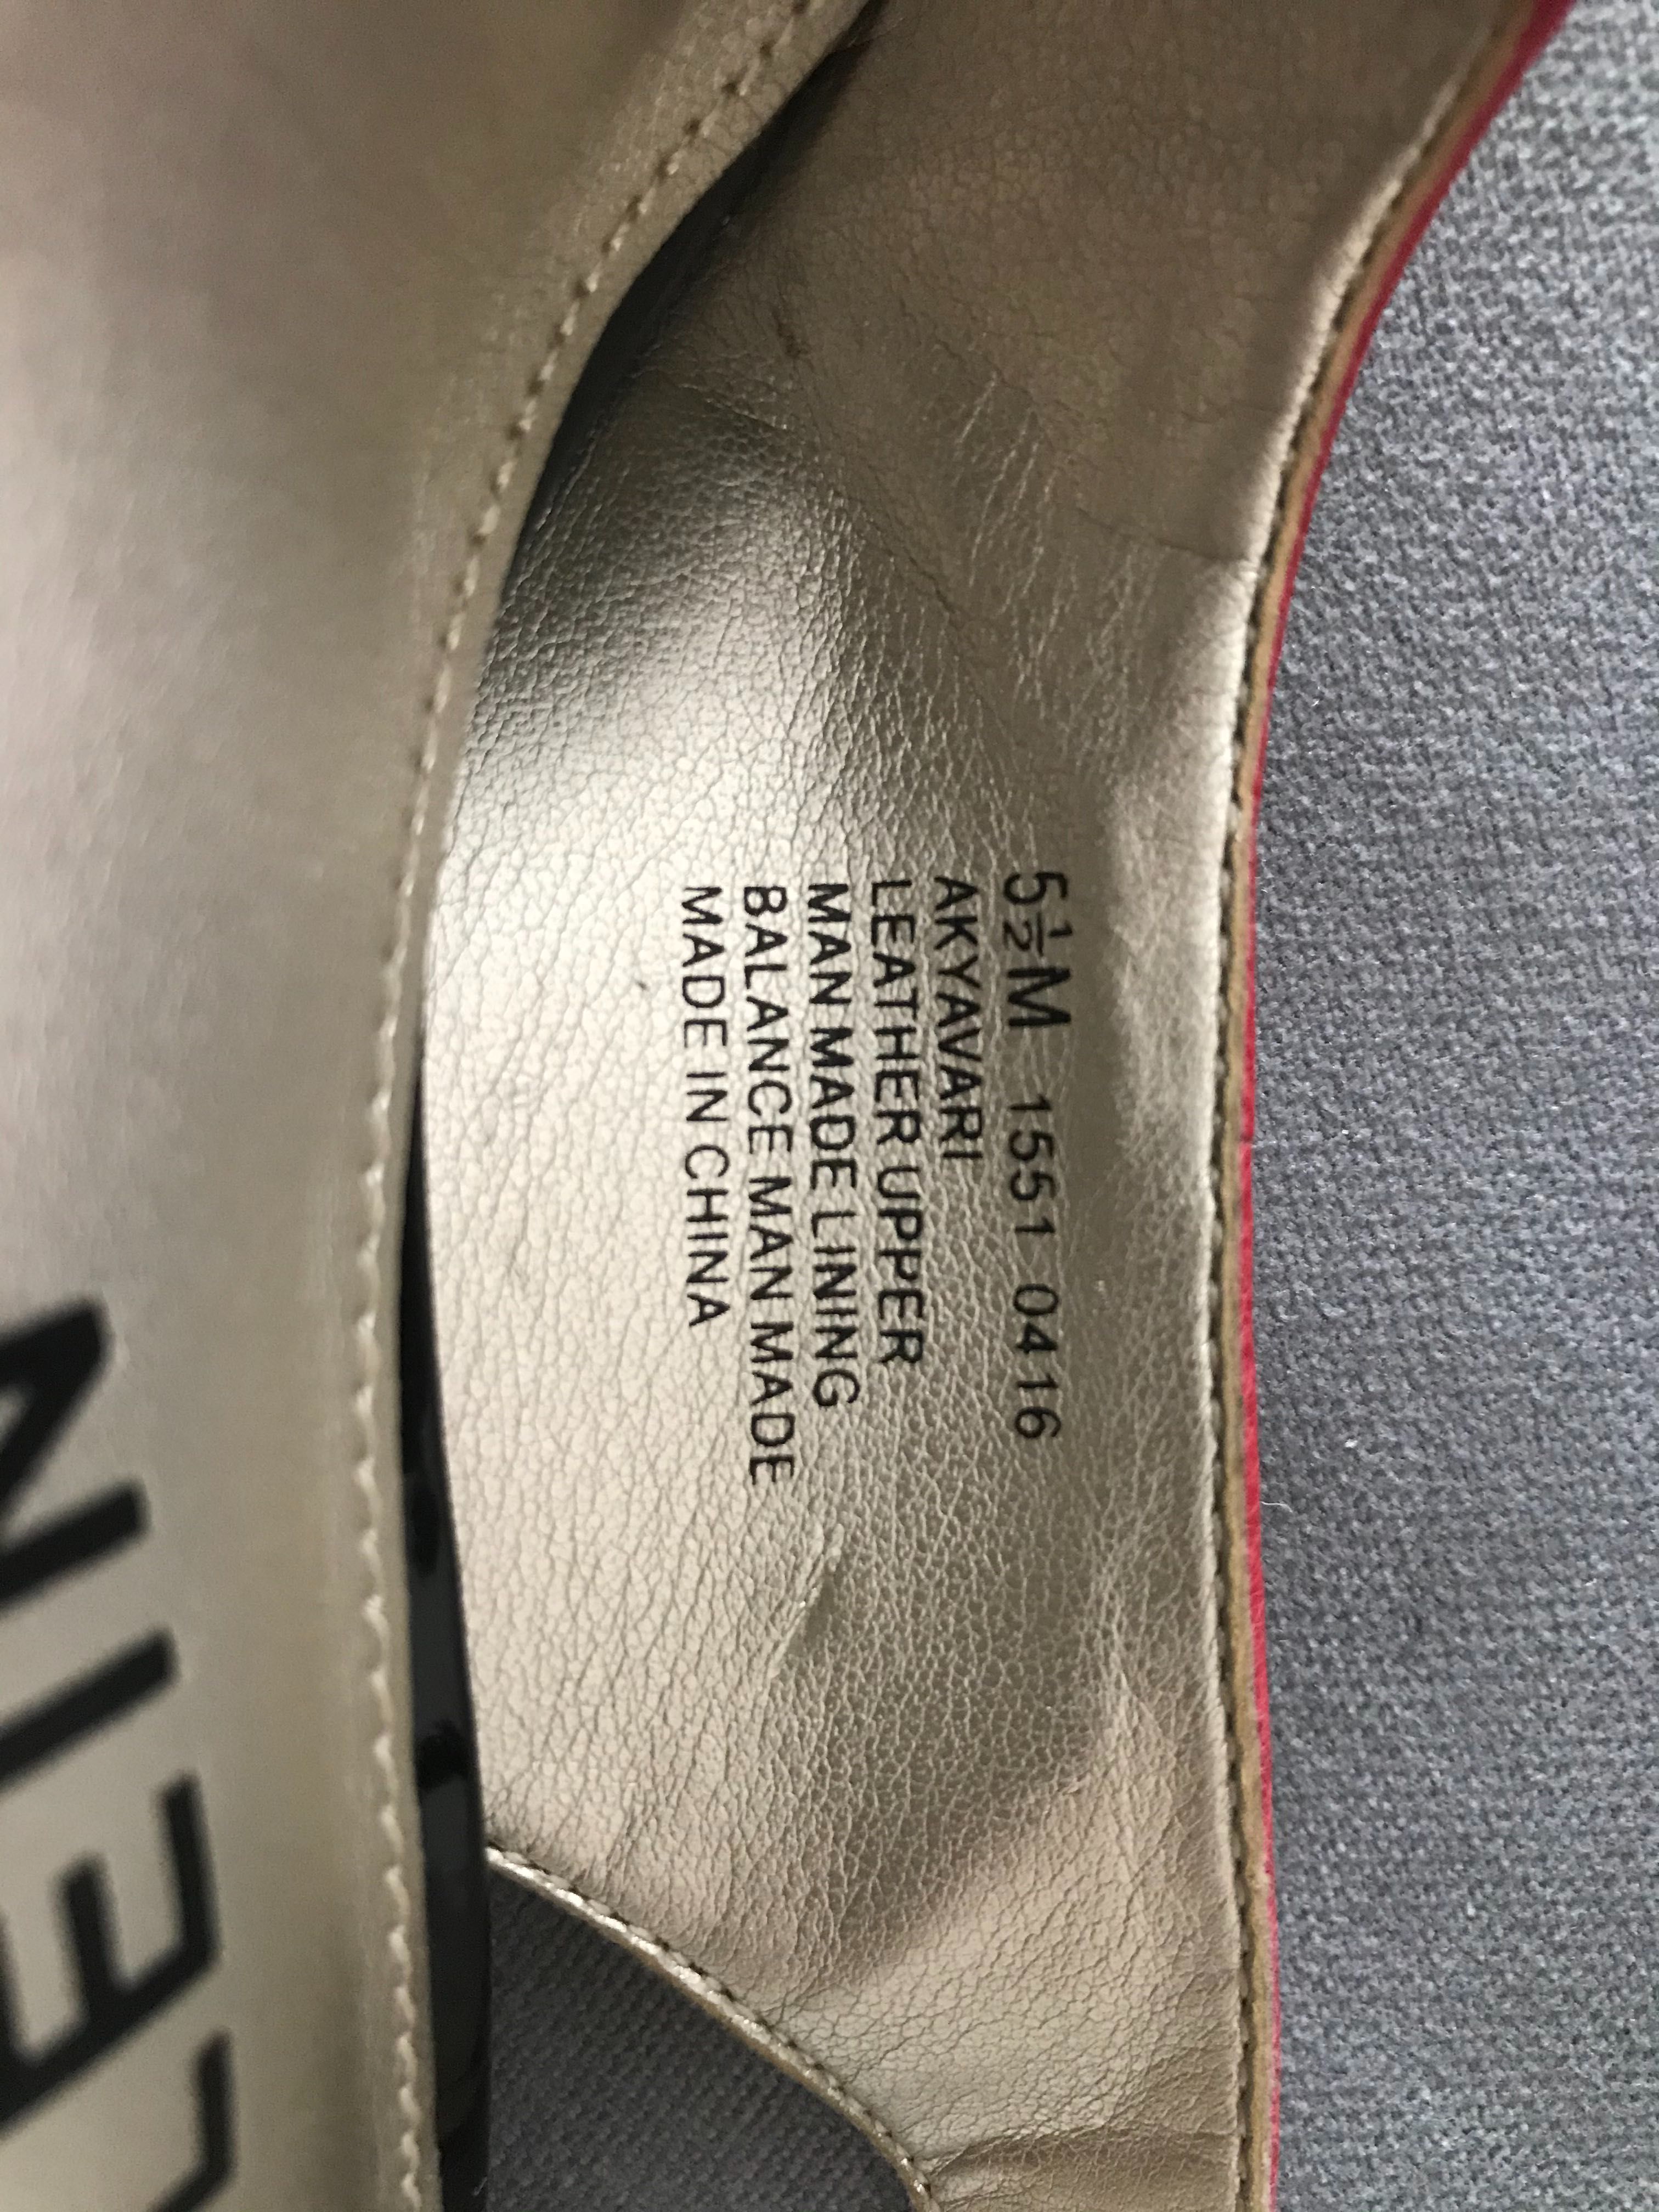 5½M 1551 0416
AKYAVARI
LEATHER UPPER
MAN MADE LINING
BALANCE MAN MADE
MADE IN CHINA